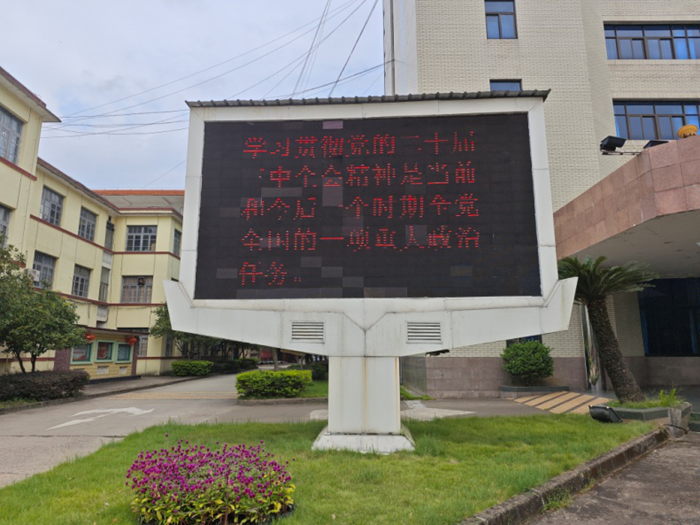 学习贯彻党的二十届
中全会精神是当前
和今后一个时期全党
全国的一项重大政治
任务。